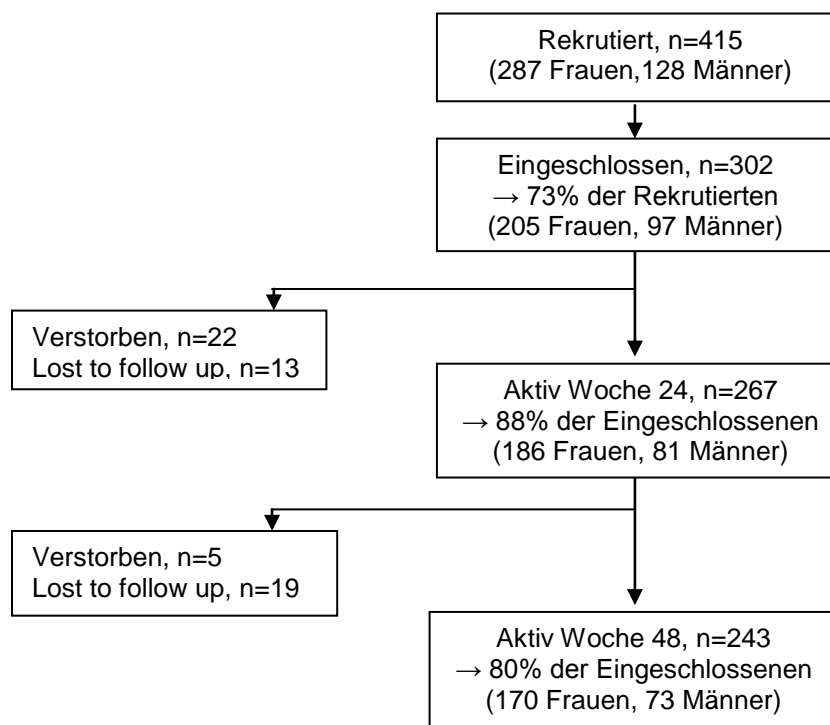 Rekrutiert, n=415
(287 Frauen,128 Männer)
Eingeschlossen, n=302
→ 73% der Rekrutierten
(205 Frauen, 97 Männer)
Verstorben, n=22
Lost to follow up, n=13
Aktiv Woche 24, n=267
→ 88% der Eingeschlossenen
(186 Frauen, 81 Männer)
Verstorben, n=5
Lost to follow up, n=19
Aktiv Woche 48, n=243
→ 80% der Eingeschlossenen
(170 Frauen, 73 Männer)